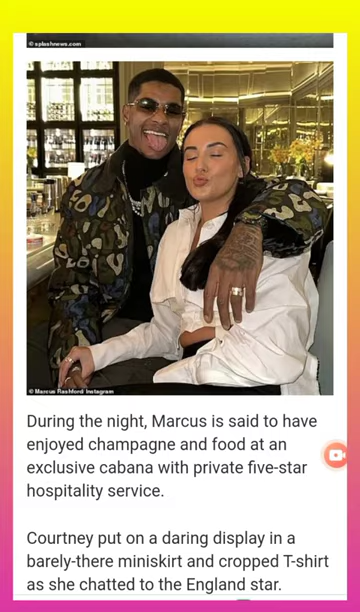 © splashnews.com
© Marcus Rashford Instagram
During the night, Marcus is said to have
enjoyed champagne and food at an
exclusive cabana with private five-star
hospitality service.
Courtney put on a daring display in a
barely-there miniskirt and cropped T-shirt
as she chatted to the England star.